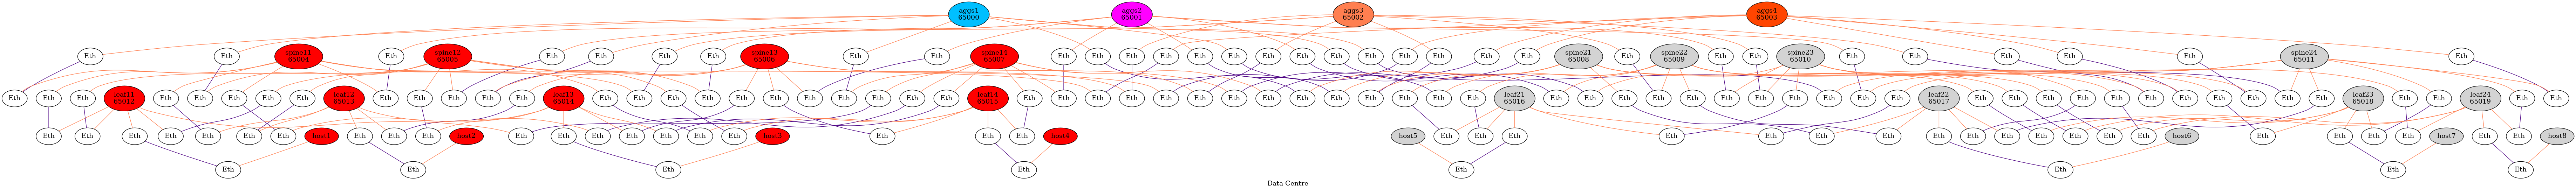 aggs1
65000
aggs2
65001
aggs3
65002
aggs4
65003
Eth
Eth
spine11
65004
Eth
spine12
65005
Eth
Eth
Eth
Eth
spine13
65006
Eth
Eth
spine14
65007
Eth
Eth
Eth
Eth
Eth
Eth
Eth
Eth
Eth
Eth
Eth
Eth
Eth
spine21
65008
Eth
spine22
65009
Eth
Eth
spine23
65010
Eth
Eth
Eth
Eth
Eth
spine24
65011
Eth
Eth
Eth
Eth
leaf11
65012
Eth
Eth
Eth
Eth
Eth
leaf12
65013
Eth
Eth
Eth
Eth
Eth
leaf13
65014
Eth
Eth
Eth
Eth
Eth
Eth
Eth
Eth
Eth
Eth
Eth
leaf14
65015
Eth
Eth
Eth
Eth
Eth
Eth
Eth
Eth
Eth
Eth
Eth
Eth
Eth
Eth
leaf21
65016
Eth
Eth
Eth
Eth
Eth
Eth
Eth
Eth
Eth
Eth
Eth
leaf22
65017
Eth
Eth
Eth
Eth
Eth
Eth
Eth
Eth
Eth
Eth
Eth
leaf23
65018
Eth
Eth
leaf24
65019
Eth
Eth
Eth
Eth
Eth
Eth
Eth
Eth
Eth
host1
Eth
Eth
Eth
host2
Eth
Eth
Eth
Eth
Eth
Eth
Eth
host3
Eth
Eth
Eth
host4
host5
Eth
Eth
Eth
Eth
Eth
Eth
Eth
Eth
Eth
Eth
Eth
Eth
Eth
Eth
host6
Eth
Eth
Eth
host7
Eth
Eth
Eth
host8
Eth
Eth
Eth
Eth
Eth
Eth
Eth
Eth
Data Centre